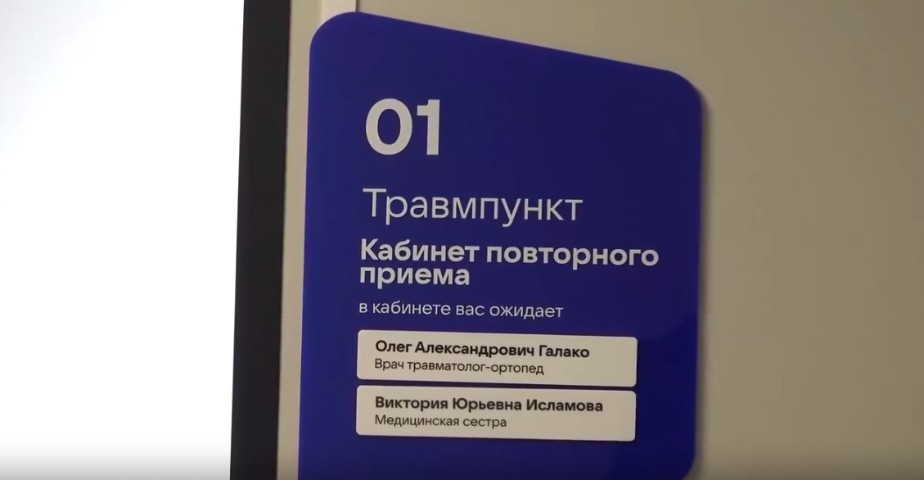 01
Травмпункт
Кабинет повторного
приема
в кабинете вас ожидает
Олег Александрович Галако
Врач травматолог-ортопед
Виктория Юрьевна Исламова
Медицинская сестра